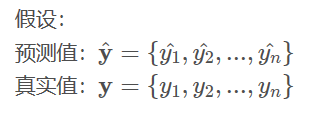 假设:
预测值: ŷ = {ŷ₁, ŷ₂, ..., ŷₙ}
真实值: y = {y₁, y₂, ..., yₙ}